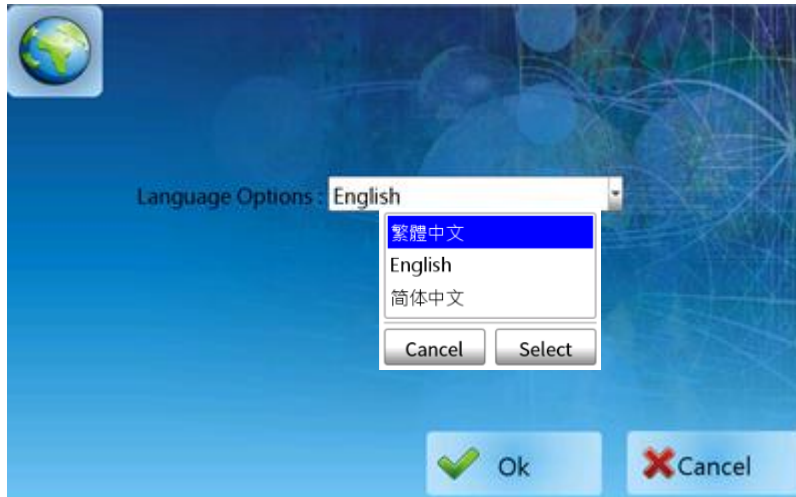 Language Options : English
繁體中文
English
简体中文
Cancel Select
Ok Cancel